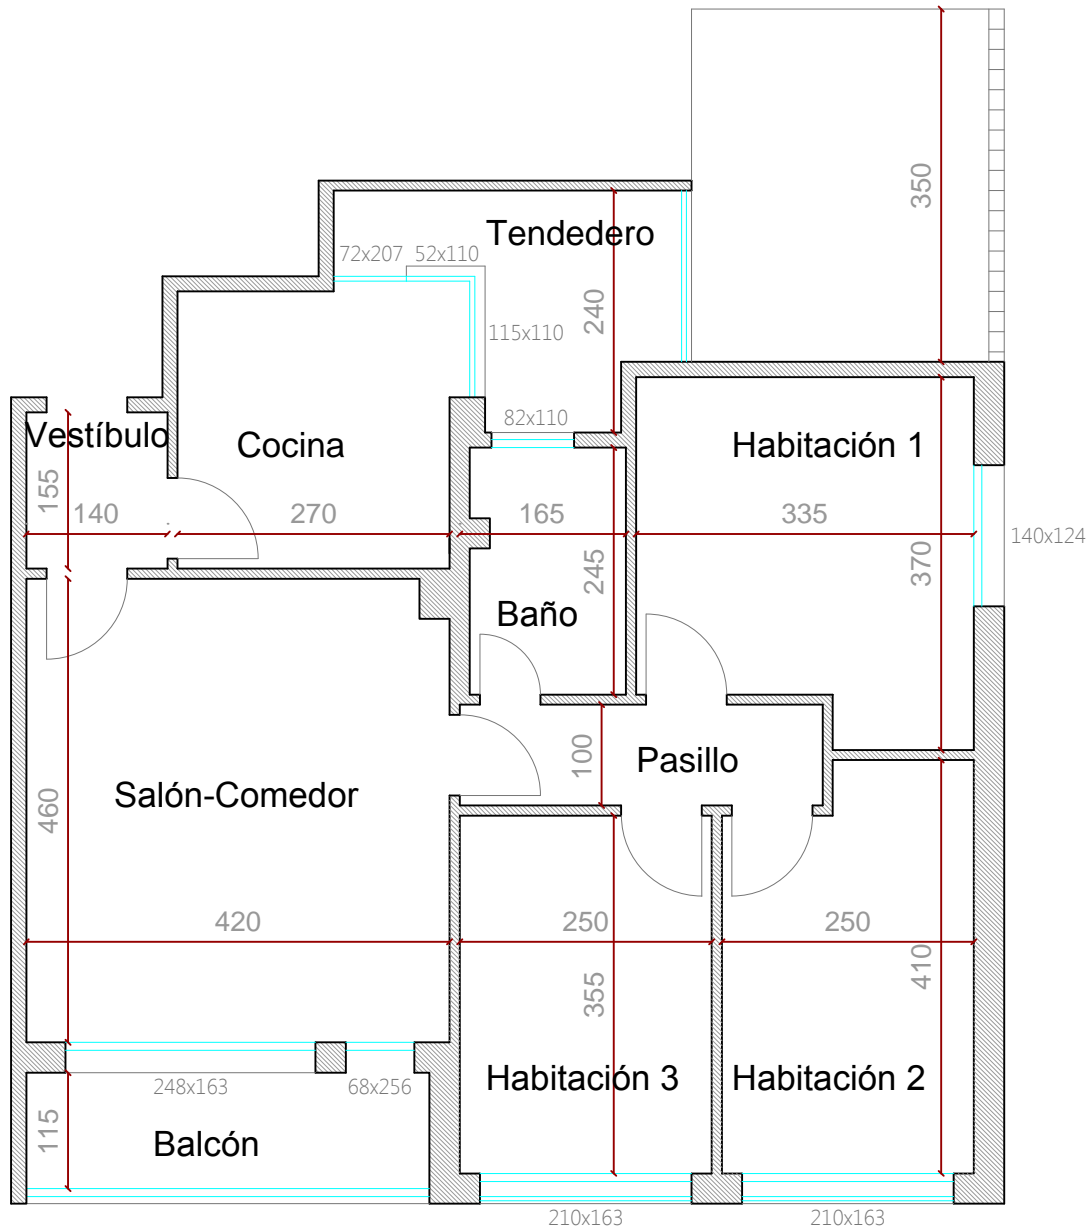 350
Tendedero
72x207
52x110
240
115x110
82x110
Vestíbulo
Cocina
Habitación 1
155
140
270
165
335
140x124
245
370
Baño
100
Pasillo
Salón-Comedor
460
420
250
250
355
410
248x163
68x256
Habitación 3
Habitación 2
115
Balcón
210x163
210x163